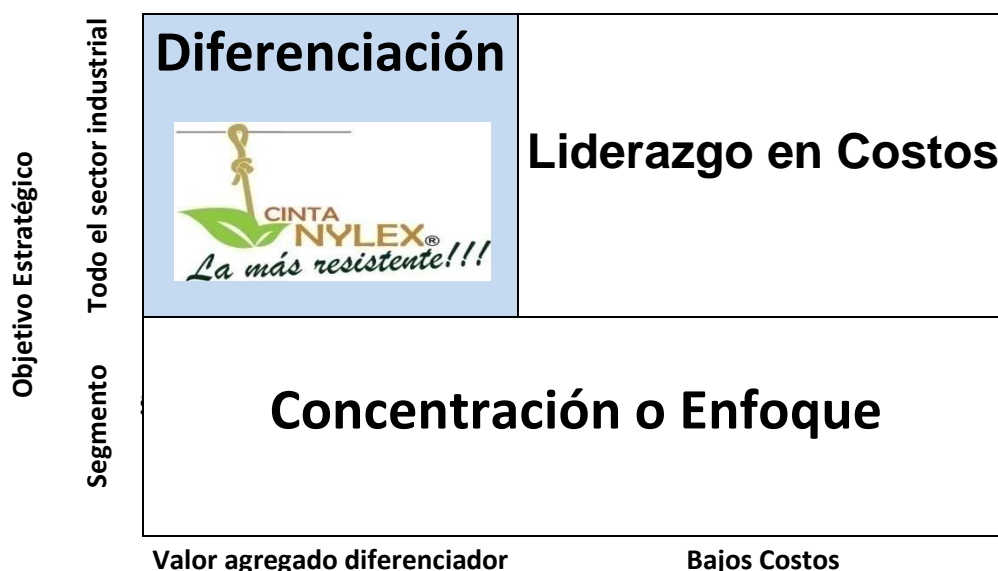 Objetivo Estratégico
Todo el sector industrial
Segmento
Diferenciación
CINTA
NYLEX®
La más resistente!!!
Liderazgo en Costos
Concentración o Enfoque
Valor agregado diferenciador
Bajos Costos